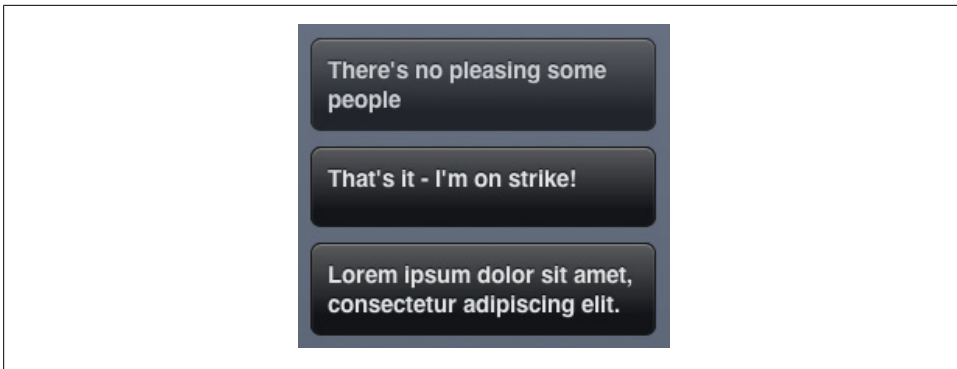 There's no pleasing some
people
That's it - I'm on strike!
Lorem ipsum dolor sit amet,
consectetur adipiscing elit.